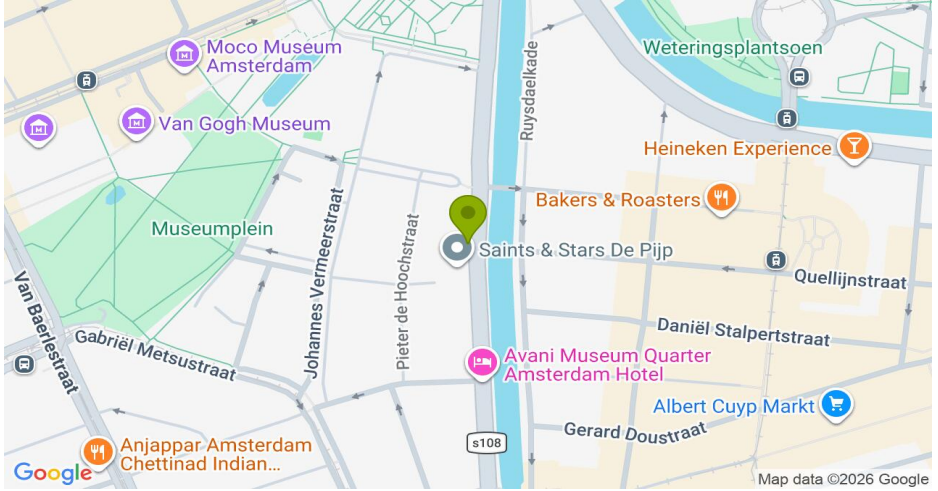 Moco Museum
Amsterdam
Weteringsplantsoen
Ruysdaelkade
Van Gogh Museum
Heineken Experience
Bakers & Roasters
Museumplein
Johannes Vermeerstraat
Pieter de Hoochstraat
Saints & Stars De Pijp
Quellijnstraat
Van Baerlestraat
Gabriël Metsustraat
Daniël Stalpertstraat
Avani Museum Quarter
Amsterdam Hotel
Albert Cuyp Markt
Gerard Doustraat
s108
Anjappar Amsterdam
Chettinad Indian...
Google
Map data ©2026 Google